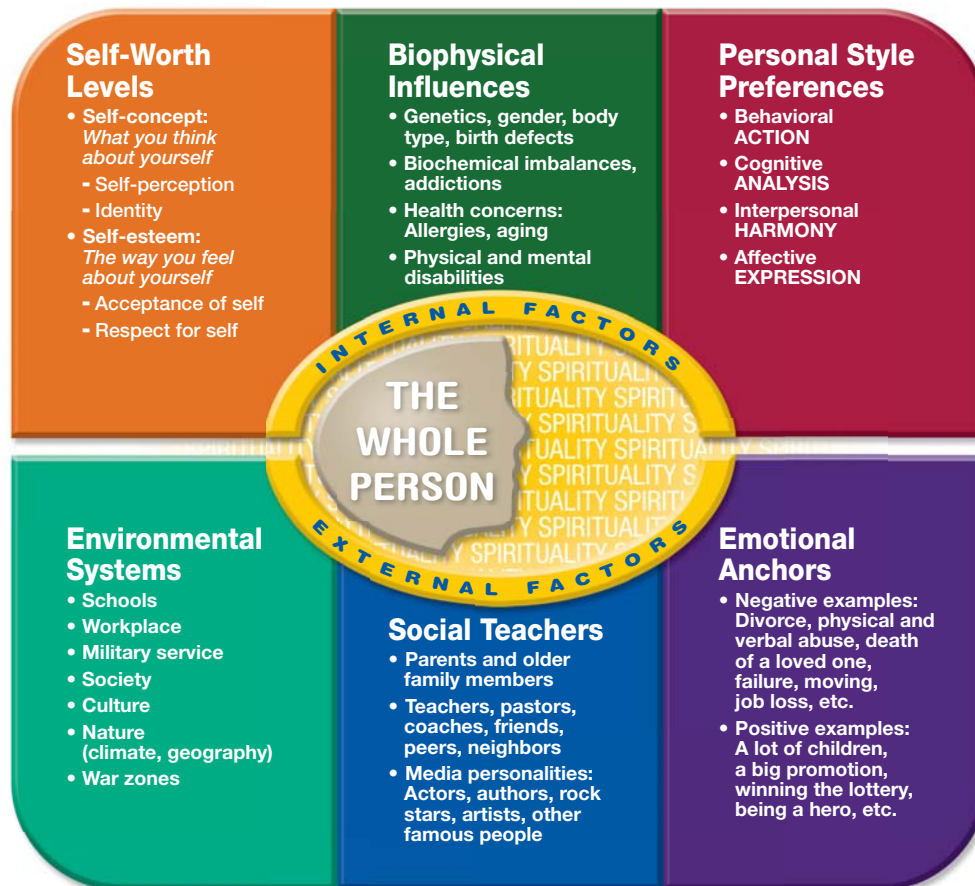 Self-Worth
Levels
• Self-concept:
What you think
about yourself
- Self-perception
- Identity
• Self-esteem:
The way you feel
about yourself
- Acceptance of self
- Respect for self
Biophysical
Influences
• Genetics, gender, body
type, birth defects
• Biochemical imbalances,
addictions
• Health concerns:
Allergies, aging
• Physical and mental
disabilities
Personal Style
Preferences
• Behavioral
ACTION
• Cognitive
ANALYSIS
• Interpersonal
HARMONY
• Affective
EXPRESSION
INTERNAL FACTORS
THE
WHOLE
PERSON
SPIRITUALITY
EXTERNAL FACTORS
Environmental
Systems
• Schools
• Workplace
• Military service
• Society
• Culture
• Nature
(climate, geography)
• War zones
Social Teachers
• Parents and older
family members
• Teachers, pastors,
coaches, friends,
peers, neighbors
• Media personalities:
Actors, authors, rock
stars, artists, other
famous people
Emotional
Anchors
• Negative examples:
Divorce, physical and
verbal abuse, death
of a loved one,
failure, moving,
job loss, etc.
• Positive examples:
A lot of children,
a big promotion,
winning the lottery,
being a hero, etc.